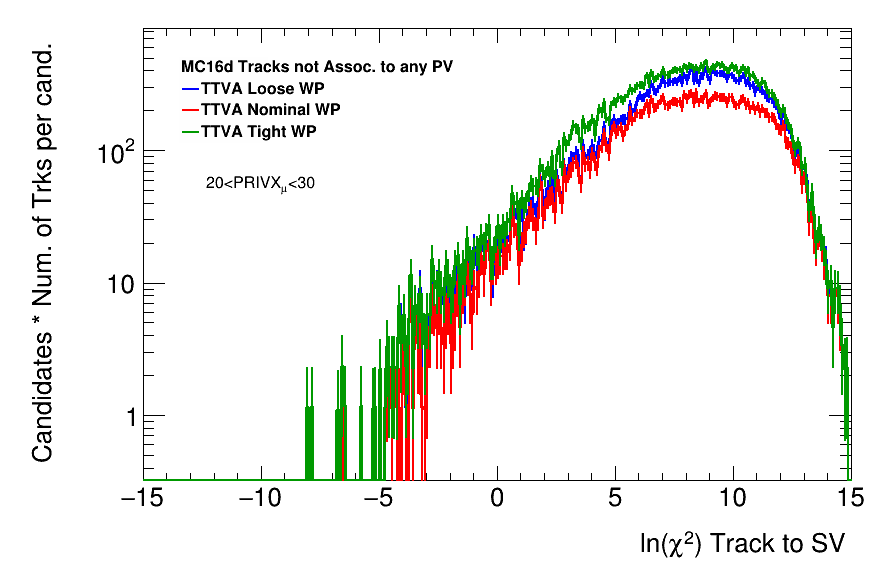 Candidates * Num. of Trks per cand.
MC16d Tracks not Assoc. to any PV
TTVA Loose WP
TTVA Nominal WP
TTVA Tight WP
20<PRIVXμ<30
10²
10
1
−15 −10 −5 0 5 10 15
ln(χ²) Track to SV